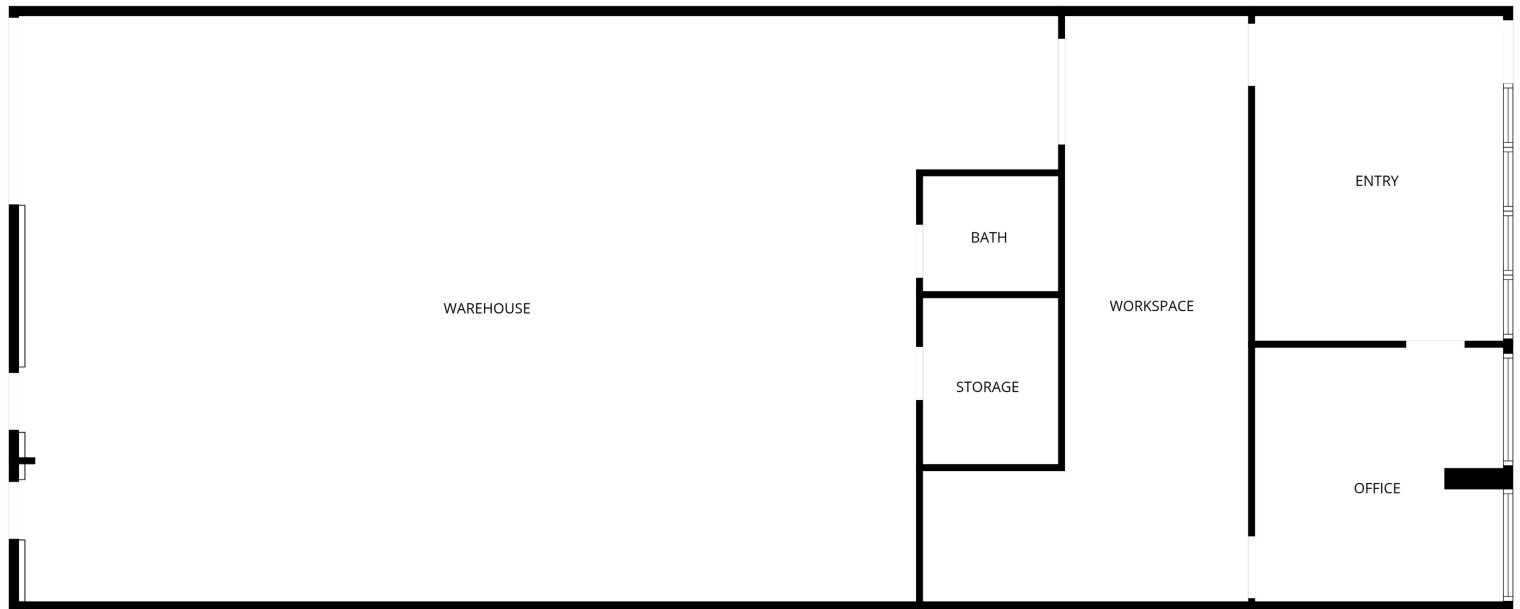 ENTRY
BATH
WORKSPACE
WAREHOUSE
STORAGE
OFFICE